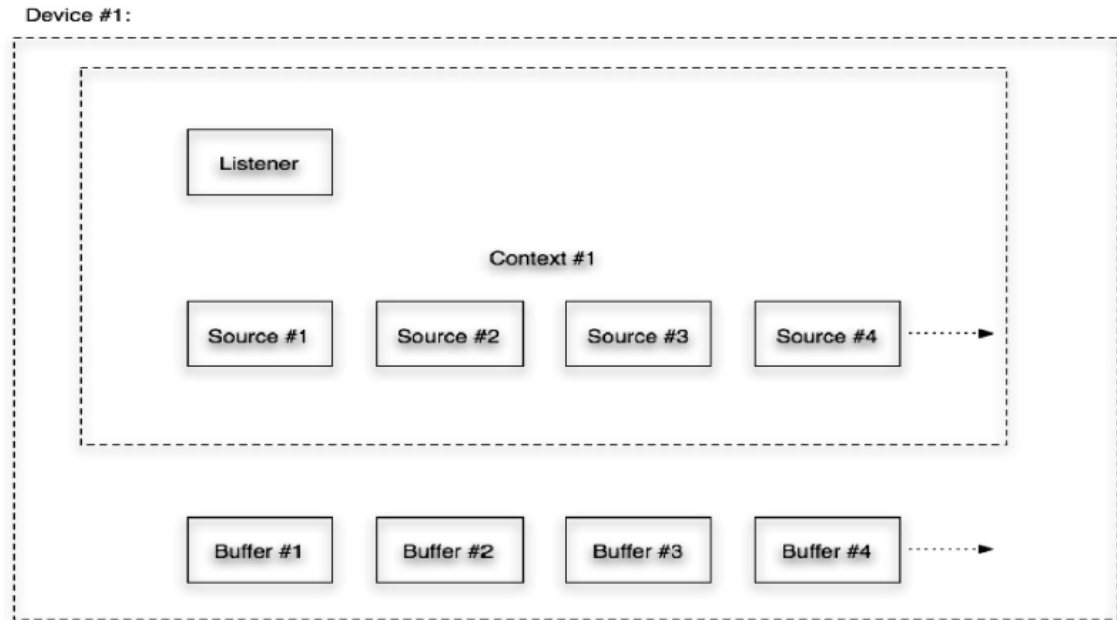 Device #1:
Listener
Context #1
Source #1 Source #2 Source #3 Source #4
Buffer #1 Buffer #2 Buffer #3 Buffer #4